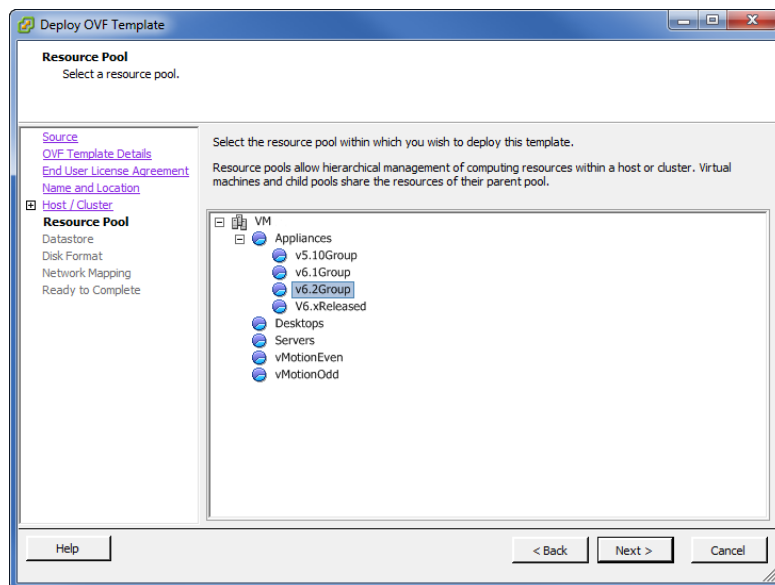 Deploy OVF Template
Resource Pool
Select a resource pool.
Source
OVF Template Details
End User License Agreement
Name and Location
Host / Cluster
Resource Pool
Datastore
Disk Format
Network Mapping
Ready to Complete
Select the resource pool within which you wish to deploy this template.
Resource pools allow hierarchical management of computing resources within a host or cluster. Virtual
machines and child pools share the resources of their parent pool.
VM
Appliances
v5.10Group
v6.1Group
v6.2Group
V6.xReleased
Desktops
Servers
vMotionEven
vMotionOdd
Help
< Back
Next >
Cancel